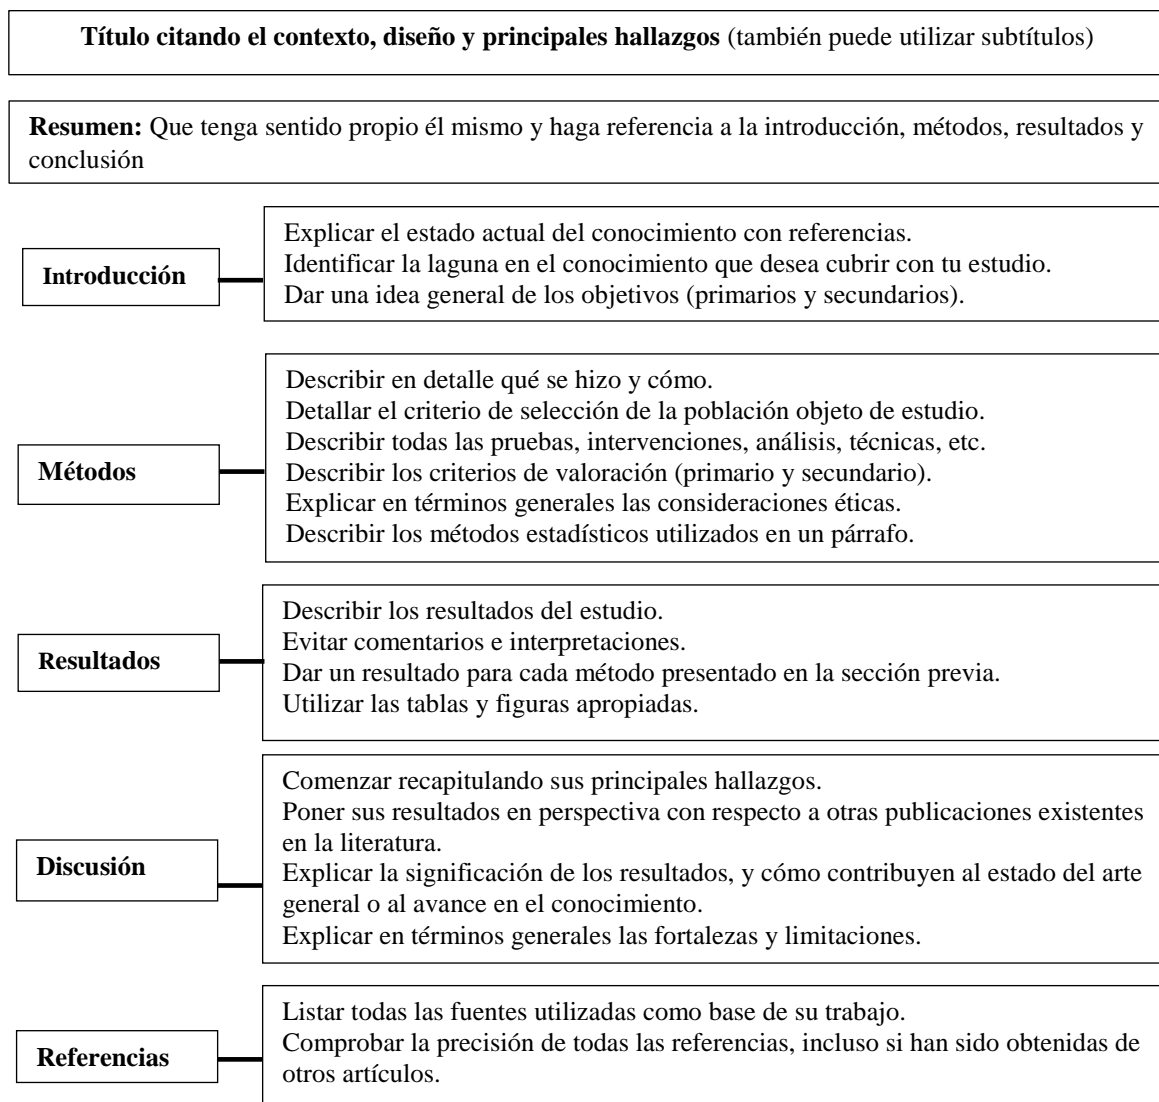 Título citando el contexto, diseño y principales hallazgos (también puede utilizar subtítulos)
Resumen: Que tenga sentido propio él mismo y haga referencia a la introducción, métodos, resultados y
conclusión
Introducción
Explicar el estado actual del conocimiento con referencias.
Identificar la laguna en el conocimiento que desea cubrir con tu estudio.
Dar una idea general de los objetivos (primarios y secundarios).
Métodos
Describir en detalle qué se hizo y cómo.
Detallar el criterio de selección de la población objeto de estudio.
Describir todas las pruebas, intervenciones, análisis, técnicas, etc.
Describir los criterios de valoración (primario y secundario).
Explicar en términos generales las consideraciones éticas.
Describir los métodos estadísticos utilizados en un párrafo.
Resultados
Describir los resultados del estudio.
Evitar comentarios e interpretaciones.
Dar un resultado para cada método presentado en la sección previa.
Utilizar las tablas y figuras apropiadas.
Discusión
Comenzar recapitulando sus principales hallazgos.
Poner sus resultados en perspectiva con respecto a otras publicaciones existentes
en la literatura.
Explicar la significación de los resultados, y cómo contribuyen al estado del arte
general o al avance en el conocimiento.
Explicar en términos generales las fortalezas y limitaciones.
Referencias
Listar todas las fuentes utilizadas como base de su trabajo.
Comprobar la precisión de todas las referencias, incluso si han sido obtenidas de
otros artículos.